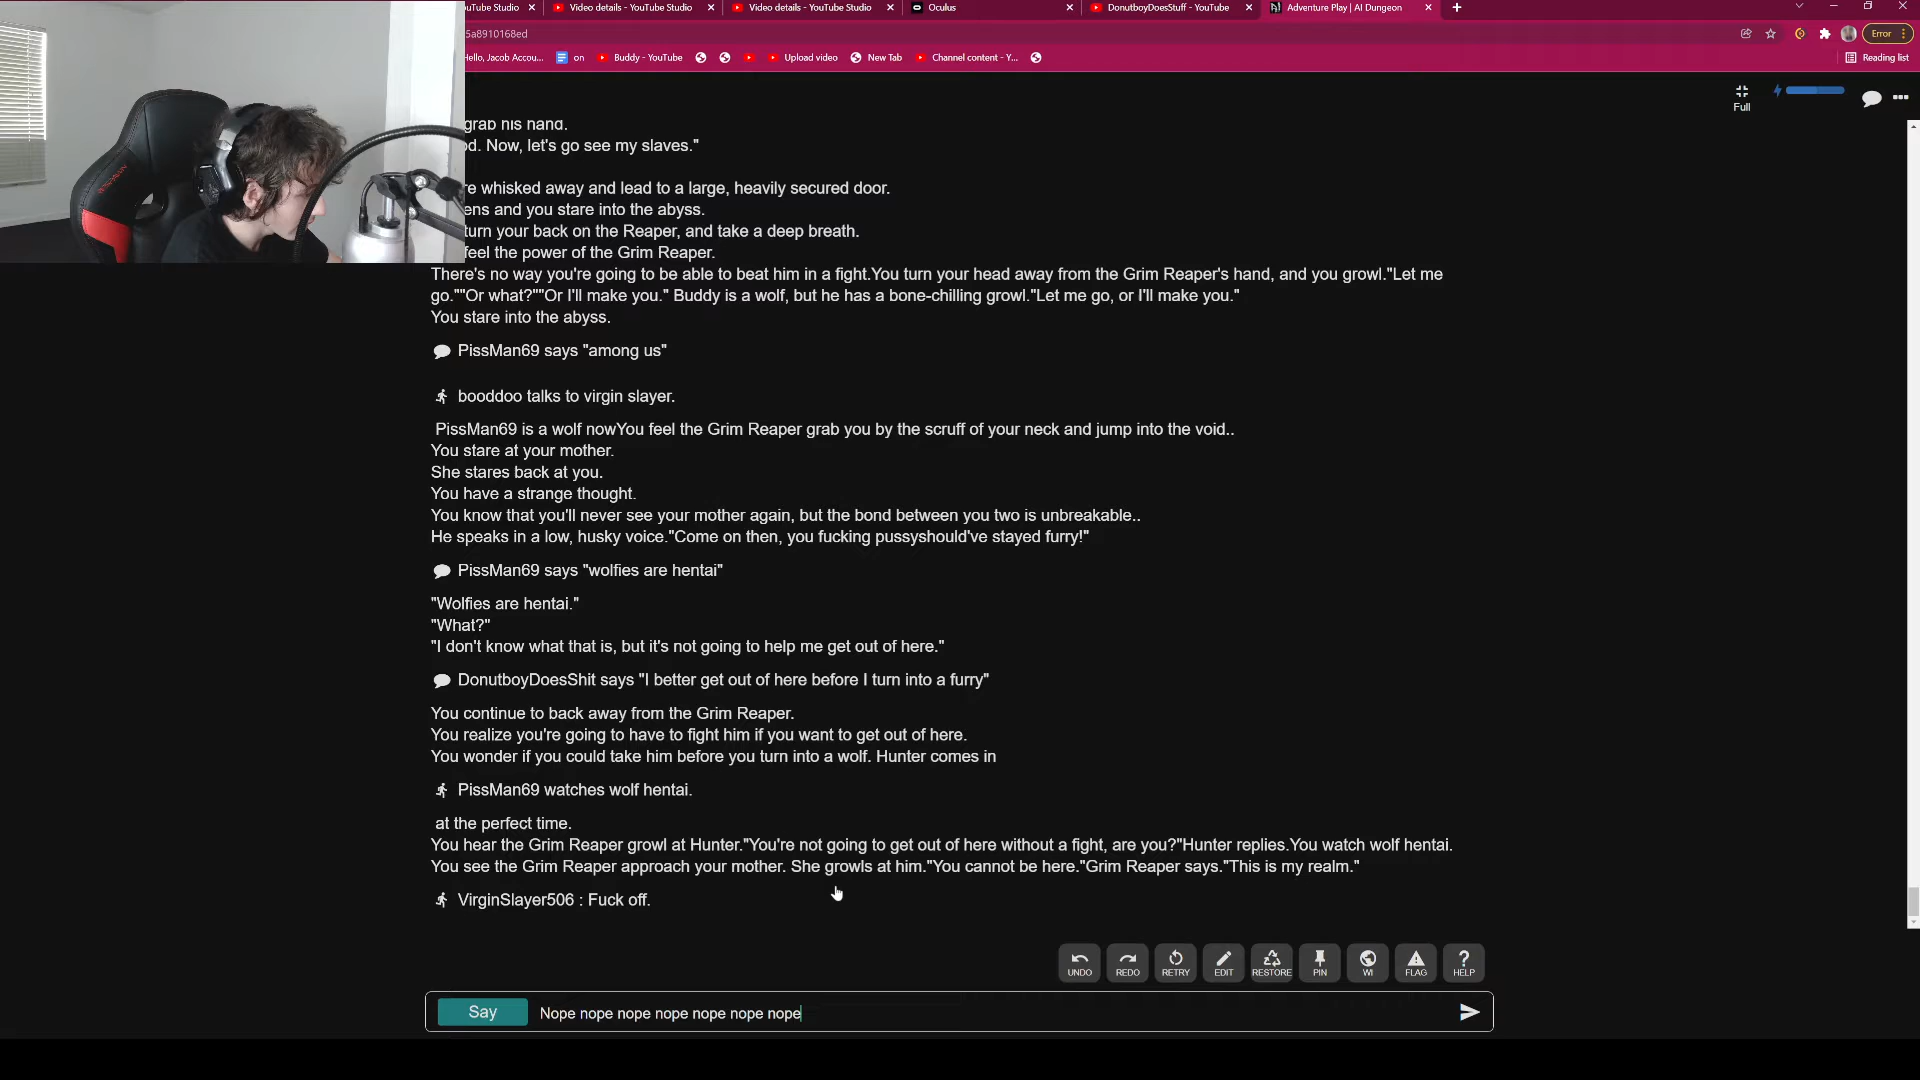 ouTube Studio
Video details - YouTube Studio
Video details - YouTube Studio
Oculus
DonutboyDoesStuff - YouTube
Adventure Play | AI Dungeon
5a8910168ed
Error
Hello, Jacob Accou...
on
Buddy - YouTube
Upload video
New Tab
Channel content - Y...
Reading list
Full
grab his hand.
od. Now, let's go see my slaves."
re whisked away and lead to a large, heavily secured door.
ens and you stare into the abyss.
turn your back on the Reaper, and take a deep breath.
feel the power of the Grim Reaper.
There's no way you're going to be able to beat him in a fight.You turn your head away from the Grim Reaper's hand, and you growl."Let me
go.""Or what?""Or I'll make you." Buddy is a wolf, but he has a bone-chilling growl."Let me go, or I'll make you."
You stare into the abyss.
PissMan69 says "among us"
booddoo talks to virgin slayer.
PissMan69 is a wolf nowYou feel the Grim Reaper grab you by the scruff of your neck and jump into the void..
You stare at your mother.
She stares back at you.
You have a strange thought.
You know that you'll never see your mother again, but the bond between you two is unbreakable..
He speaks in a low, husky voice."Come on then, you fucking pussyshould've stayed furry!"
PissMan69 says "wolfies are hentai"
"Wolfies are hentai."
"What?"
"I don't know what that is, but it's not going to help me get out of here."
DonutboyDoesShit says "I better get out of here before I turn into a furry"
You continue to back away from the Grim Reaper.
You realize you're going to have to fight him if you want to get out of here.
You wonder if you could take him before you turn into a wolf. Hunter comes in
PissMan69 watches wolf hentai.
at the perfect time.
You hear the Grim Reaper growl at Hunter."You're not going to get out of here without a fight, are you?"Hunter replies.You watch wolf hentai.
You see the Grim Reaper approach your mother. She growls at him."You cannot be here."Grim Reaper says."This is my realm."
VirginSlayer506 : Fuck off.
UNDO
REDO
RETRY
EDIT
RESTORE
PIN
WI
FLAG
HELP
Say
Nope nope nope nope nope nope nope